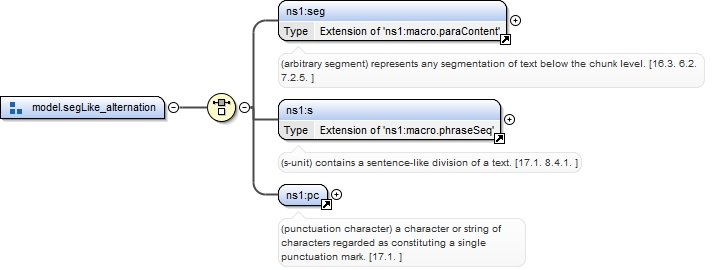 ns1:seg
Type Extension of 'ns1:macro.paraContent'
(arbitrary segment) represents any segmentation of text below the chunk level. [16.3. 6.2.
7.2.5. ]
model.segLike_alternation
ns1:s
Type Extension of 'ns1:macro.phraseSeq'
(s-unit) contains a sentence-like division of a text. [17.1. 8.4.1. ]
ns1:pc
(punctuation character) a character or string of
characters regarded as constituting a single
punctuation mark. [17.1. ]